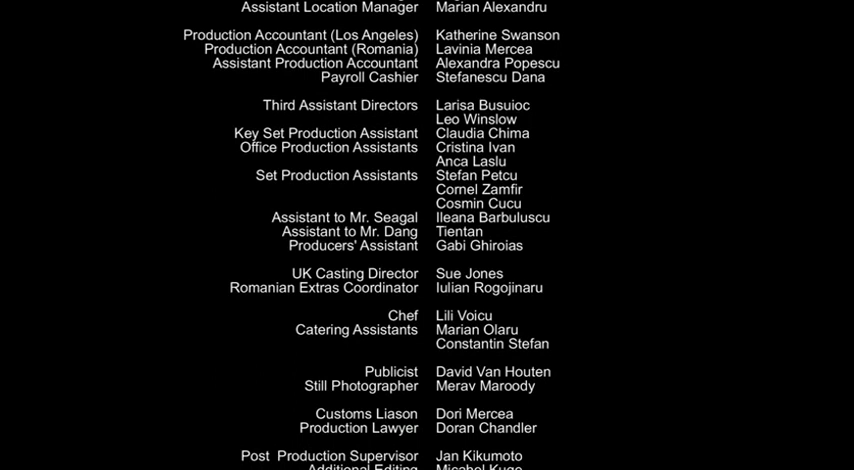 Assistant Location Manager Marian Alexandru
Production Accountant (Los Angeles) Katherine Swanson
Production Accountant (Romania) Lavinia Mercea
Assistant Production Accountant Alexandra Popescu
Payroll Cashier Stefanescu Dana
Third Assistant Directors Larisa Busuioc
Leo Winslow
Key Set Production Assistant Claudia Chima
Office Production Assistants Cristina Ivan
Anca Laslu
Set Production Assistants Stefan Petcu
Cornel Zamfir
Cosmin Cucu
Assistant to Mr. Seagal Ileana Barbuluscu
Assistant to Mr. Dang Tientan
Producers' Assistant Gabi Ghiroias
UK Casting Director Sue Jones
Romanian Extras Coordinator Iulian Rogojinaru
Chef Lili Voicu
Catering Assistants Marian Olaru
Constantin Stefan
Publicist David Van Houten
Still Photographer Merav Maroody
Customs Liason Dori Mercea
Production Lawyer Doran Chandler
Post Production Supervisor Jan Kikumoto
Additional Editing